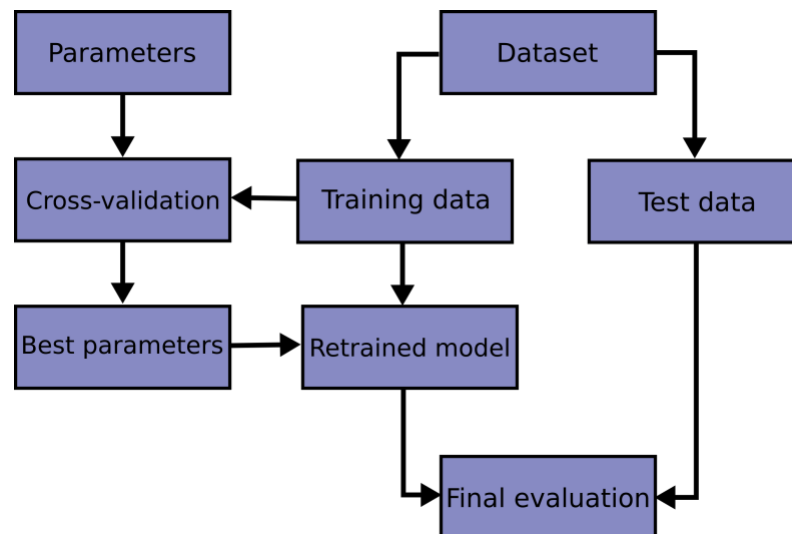 Parameters
Dataset
Cross-validation
Training data
Test data
Best parameters
Retrained model
Final evaluation